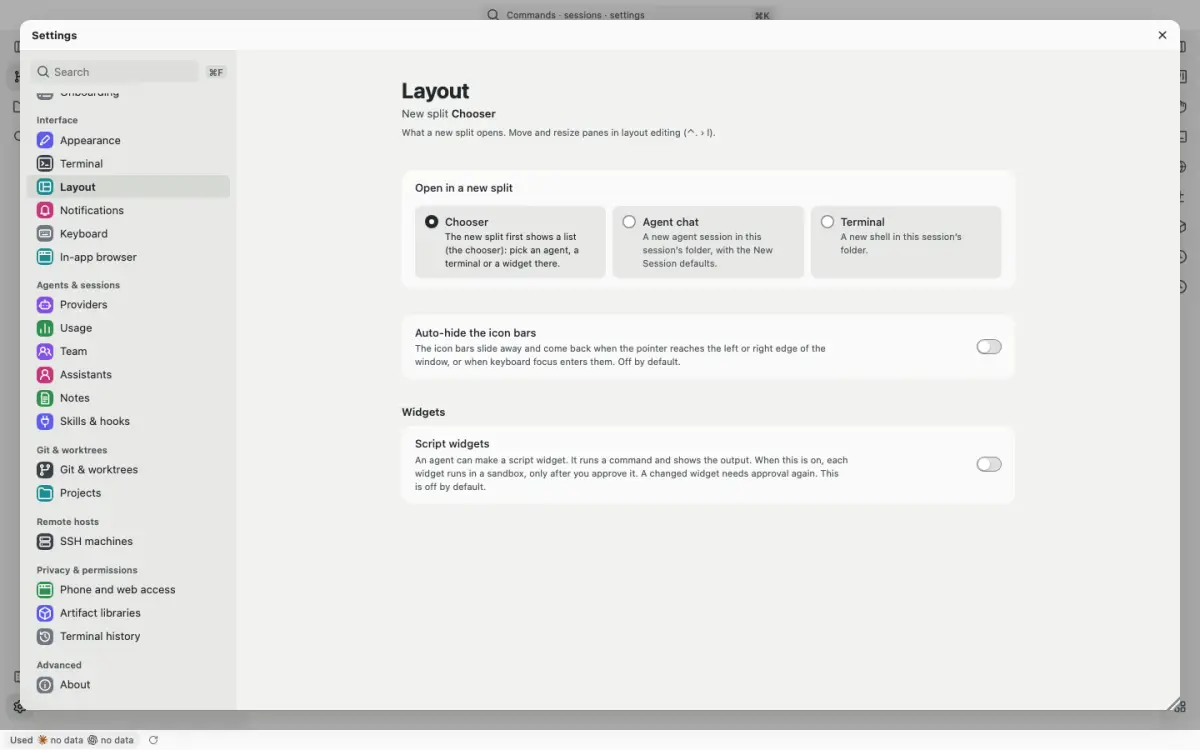 Commands · sessions · settings ⌘K
Settings
Search ⌘F
Onboarding
Interface
Appearance
Terminal
Layout
Notifications
Keyboard
In-app browser
Agents & sessions
Providers
Usage
Team
Assistants
Notes
Skills & hooks
Git & worktrees
Git & worktrees
Projects
Remote hosts
SSH machines
Privacy & permissions
Phone and web access
Artifact libraries
Terminal history
Advanced
About
Layout
New split Chooser
What a new split opens. Move and resize panes in layout editing (^. › l).
Open in a new split
Chooser
The new split first shows a list
(the chooser): pick an agent, a
terminal or a widget there.
Agent chat
A new agent session in this
session's folder, with the New
Session defaults.
Terminal
A new shell in this session's
folder.
Auto-hide the icon bars
The icon bars slide away and come back when the pointer reaches the left or right edge of the
window, or when keyboard focus enters them. Off by default.
Widgets
Script widgets
An agent can make a script widget. It runs a command and shows the output. When this is on, each
widget runs in a sandbox, only after you approve it. A changed widget needs approval again. This
is off by default.
Used no data no data